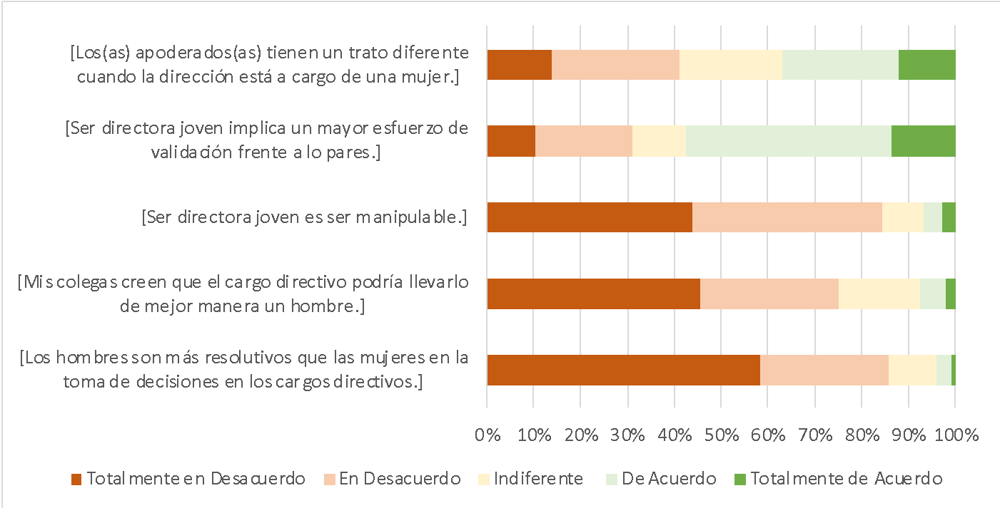 [Los(as) apoderados(as) tienen un trato diferente
cuando la dirección está a cargo de una mujer.]
[Ser directora joven implica un mayor esfuerzo de
validación frente a lo pares.]
[Ser directora joven es ser manipulable.]
[Mis colegas creen que el cargo directivo podría llevarlo
de mejor manera un hombre.]
[Los hombres son más resolutivos que las mujeres en la
toma de decisiones en los cargos directivos.]
0% 10% 20% 30% 40% 50% 60% 70% 80% 90% 100%
Totalmente en Desacuerdo En Desacuerdo Indiferente De Acuerdo Totalmente de Acuerdo